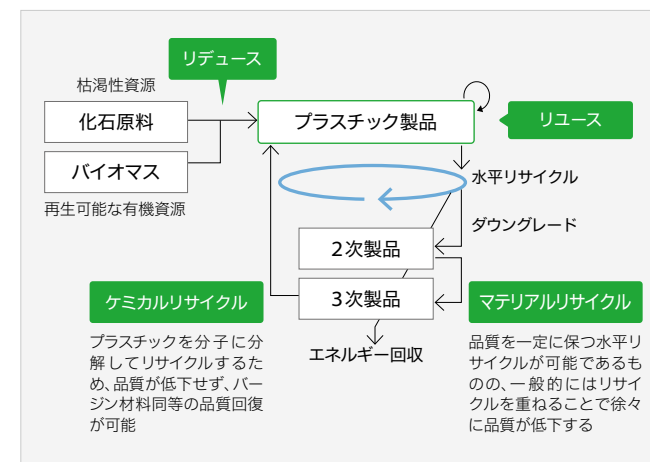 リデュース
枯渇性資源
化石原料
プラスチック製品
リユース
バイオマス
水平リサイクル
再生可能な有機資源
ダウングレード
2次製品
ケミカルリサイクル
3次製品
マテリアルリサイクル
プラスチックを分子に分
解してリサイクルするた
め、品質が低下せず、バー
ジン材料同等の品質回復
が可能
エネルギー回収
品質を一定に保つ水平リ
サイクルが可能であるも
のの、一般的にはリサイ
クルを重ねることで徐々
に品質が低下する